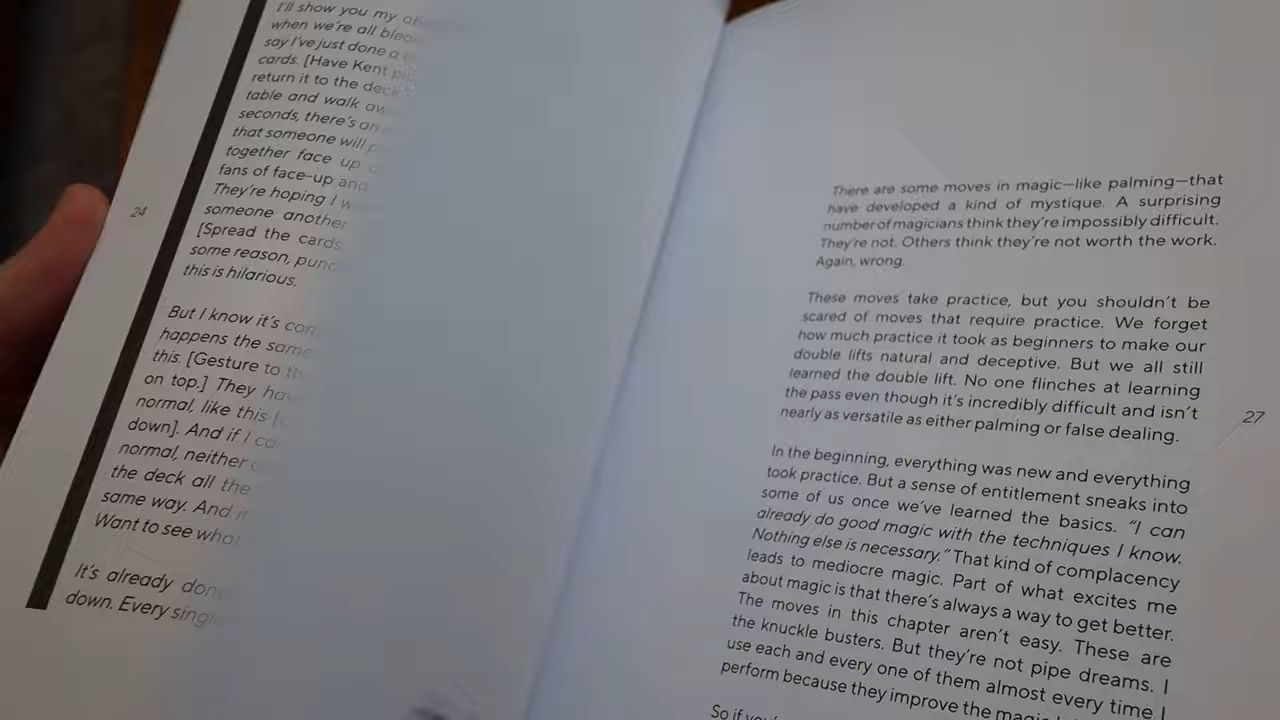 I'll show you my
when we're all
say I've just done a
cards. [Have Kent
return it to the
table and walk
seconds, there's
that someone will
together face up
fans of face-up and
They're hoping I
someone another
[Spread the cards
some reason,
this is hilarious.
24
But I know it's
happens the same
this. [Gesture to
on top.] They
normal, like this
down]. And if I
normal, neither
the deck all the
same way. And it
Want to see what
It's already
down. Every
There are some moves in magic—like palming—that
have developed a kind of mystique. A surprising
number of magicians think they're impossibly difficult.
They're not. Others think they're not worth the work.
Again, wrong.
These moves take practice, but you shouldn't be
scared of moves that require practice. We forget
how much practice it took as beginners to make our
double lifts natural and deceptive. But we all still
learned the double lift. No one flinches at learning
the pass even though it's incredibly difficult and isn't
nearly as versatile as either palming or false dealing.
27
In the beginning, everything was new and everything
took practice. But a sense of entitlement sneaks into
some of us once we've learned the basics. "I can
already do good magic with the techniques I know.
Nothing else is necessary." That kind of complacency
leads to mediocre magic. Part of what excites me
about magic is that there's always a way to get better.
The moves in this chapter aren't easy. These are
the knuckle busters. But they're not pipe dreams. I
use each and every one of them almost every time I
perform because they improve the magic
So if